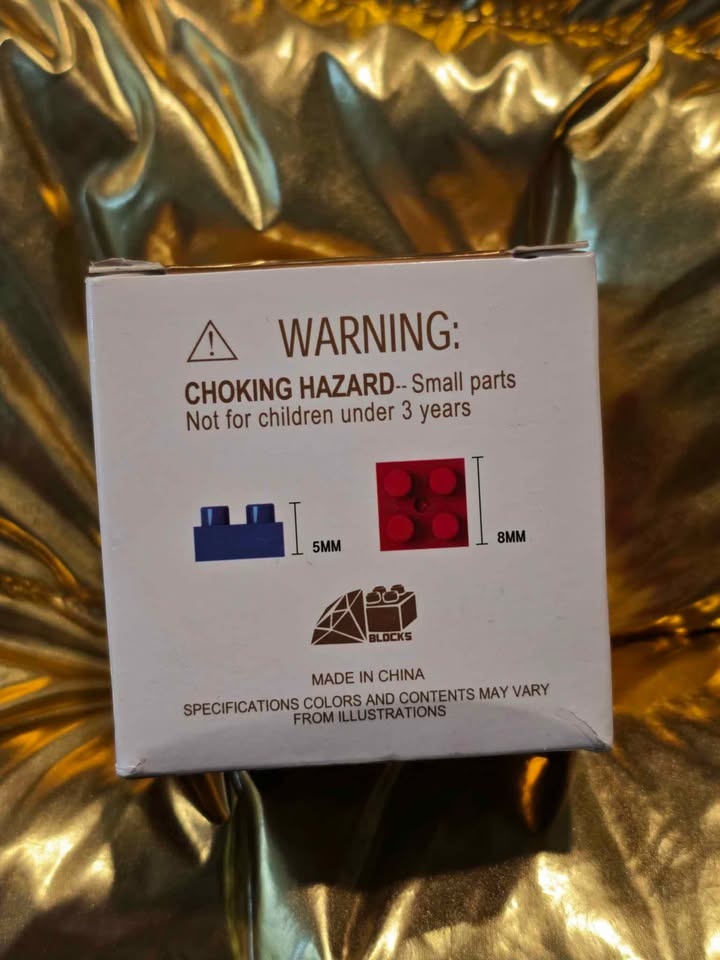 WARNING:
CHOKING HAZARD-- Small parts
Not for children under 3 years
5MM
8MM
BLOCKS
MADE IN CHINA
SPECIFICATIONS COLORS AND CONTENTS MAY VARY
FROM ILLUSTRATIONS